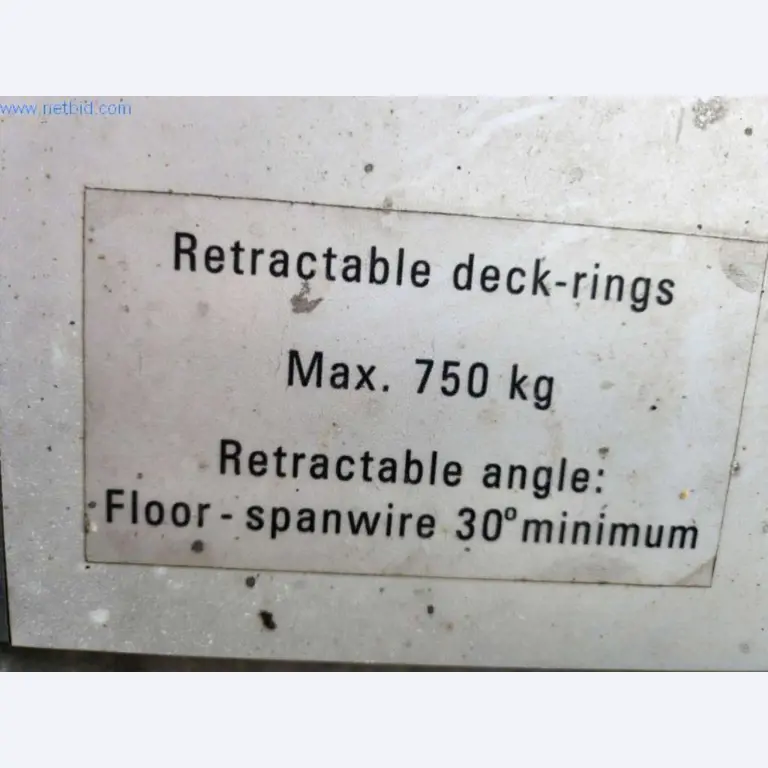 www.netbid.com
Retractable deck-rings
Max. 750 kg
Retractable angle:
Floor - spanwire 30° minimum